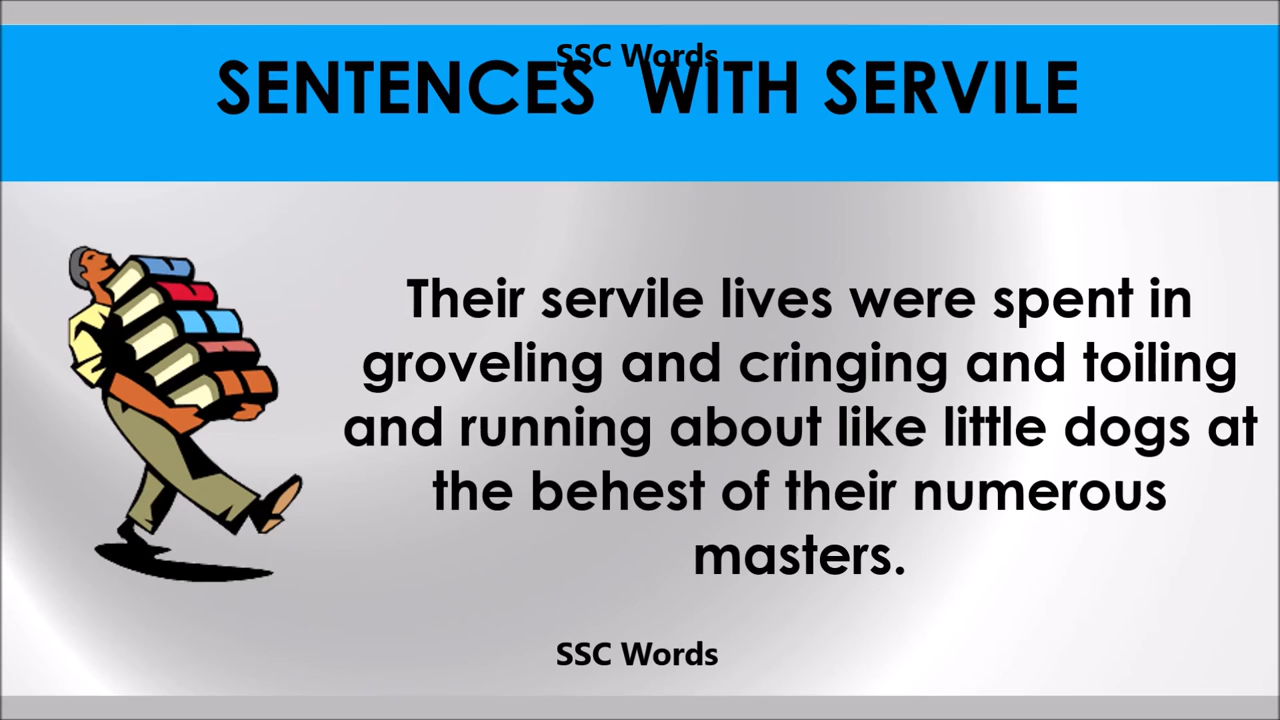 SSC Words
SENTENCES WITH SERVILE
Their servile lives were spent in
groveling and cringing and toiling
and running about like little dogs at
the behest of their numerous
masters.
SSC Words